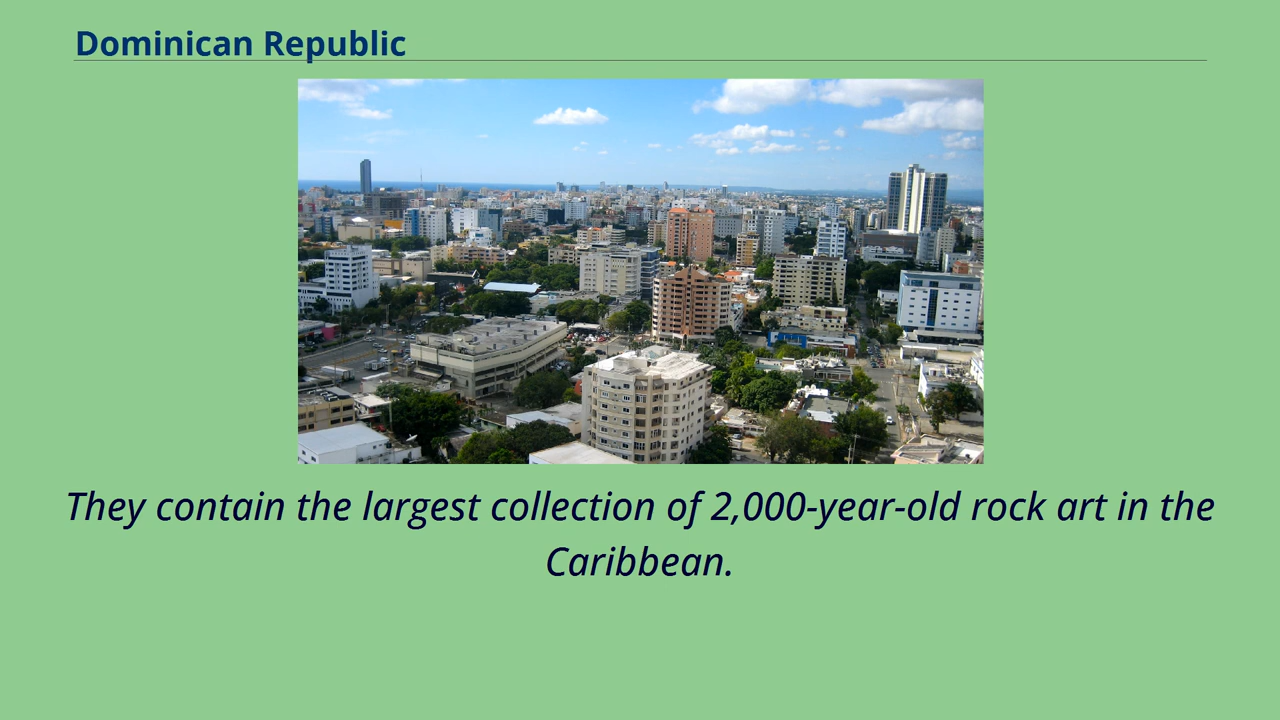 Dominican Republic
They contain the largest collection of 2,000-year-old rock art in the
Caribbean.